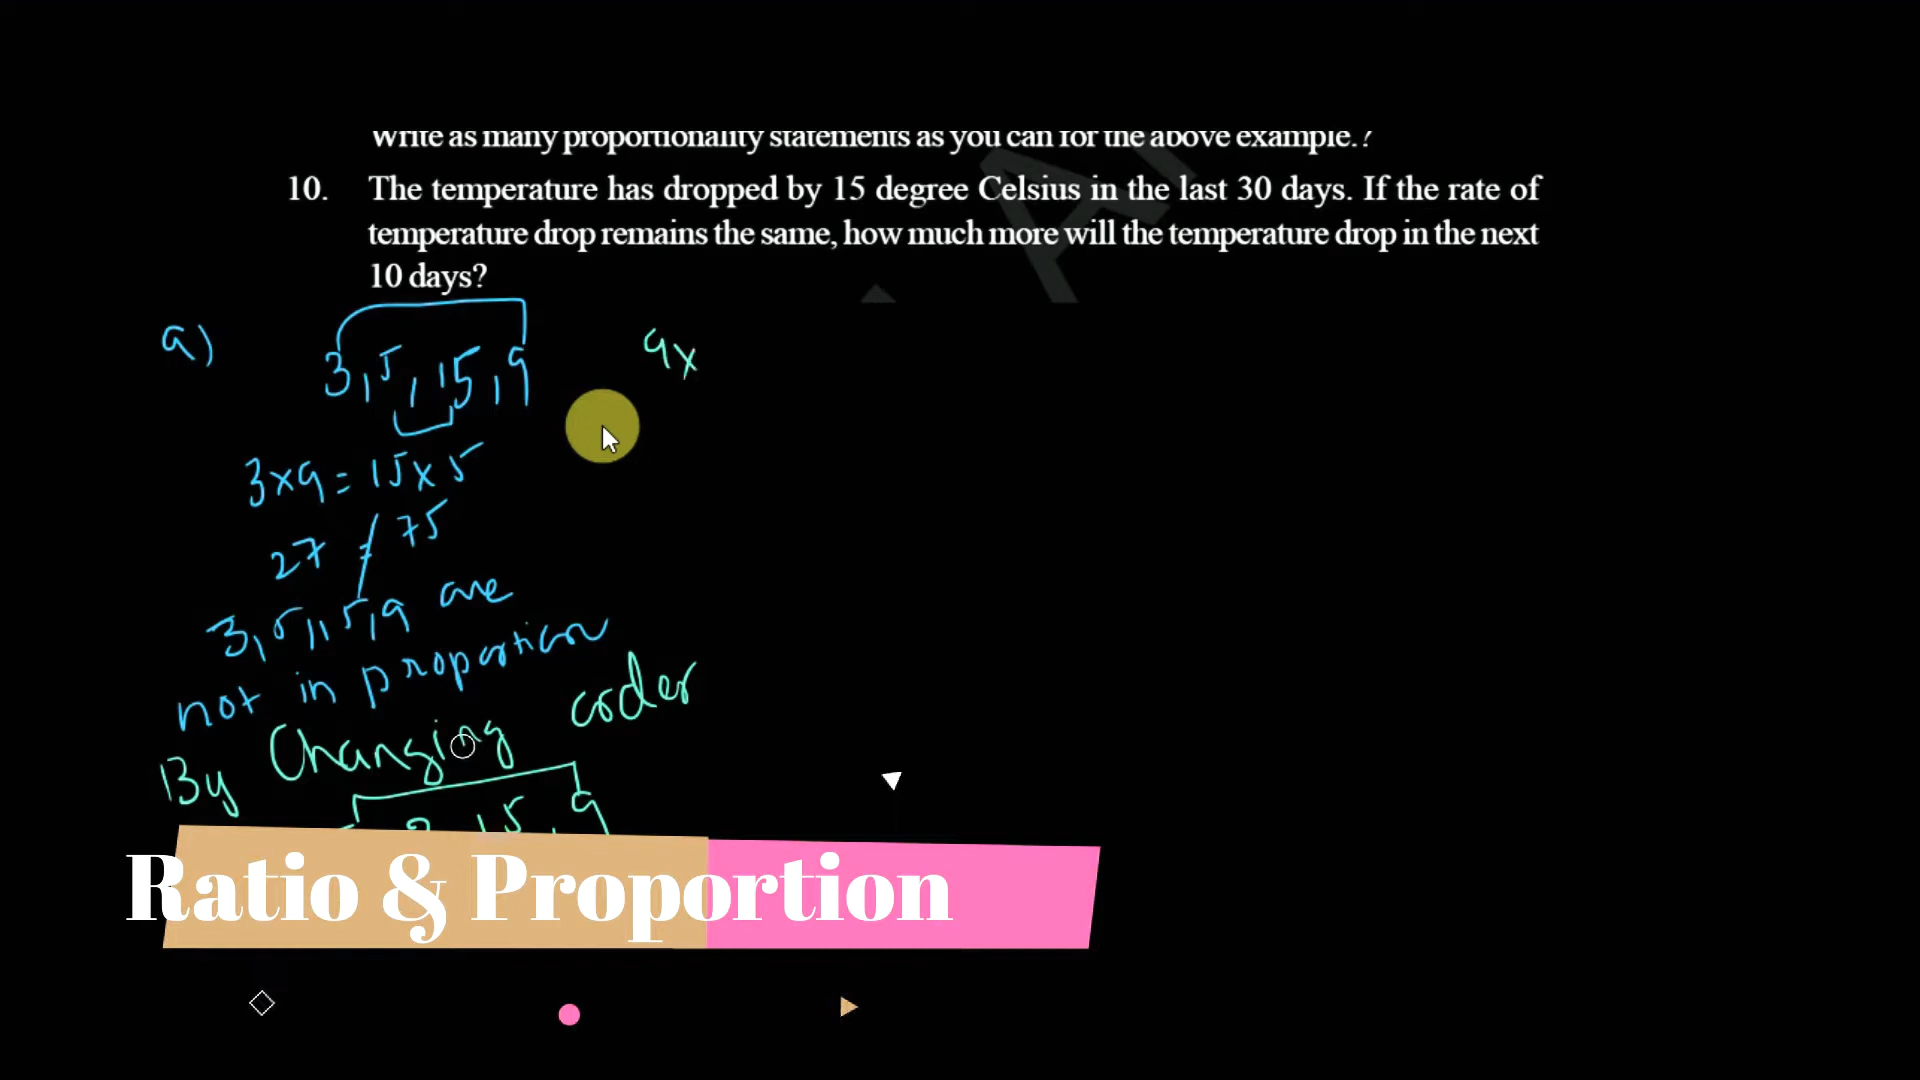 Write as many proportionality statements as you can for the above example.?
10. The temperature has dropped by 15 degree Celsius in the last 30 days. If the rate of
temperature drop remains the same, how much more will the temperature drop in the next
10 days?
a) 3, 5, 15, 9
9x
3x9 = 15x5
27 ≠ 75
3, 5, 15, 9 are
not in proportion
By Changing order
15, 9
Ratio & Proportion